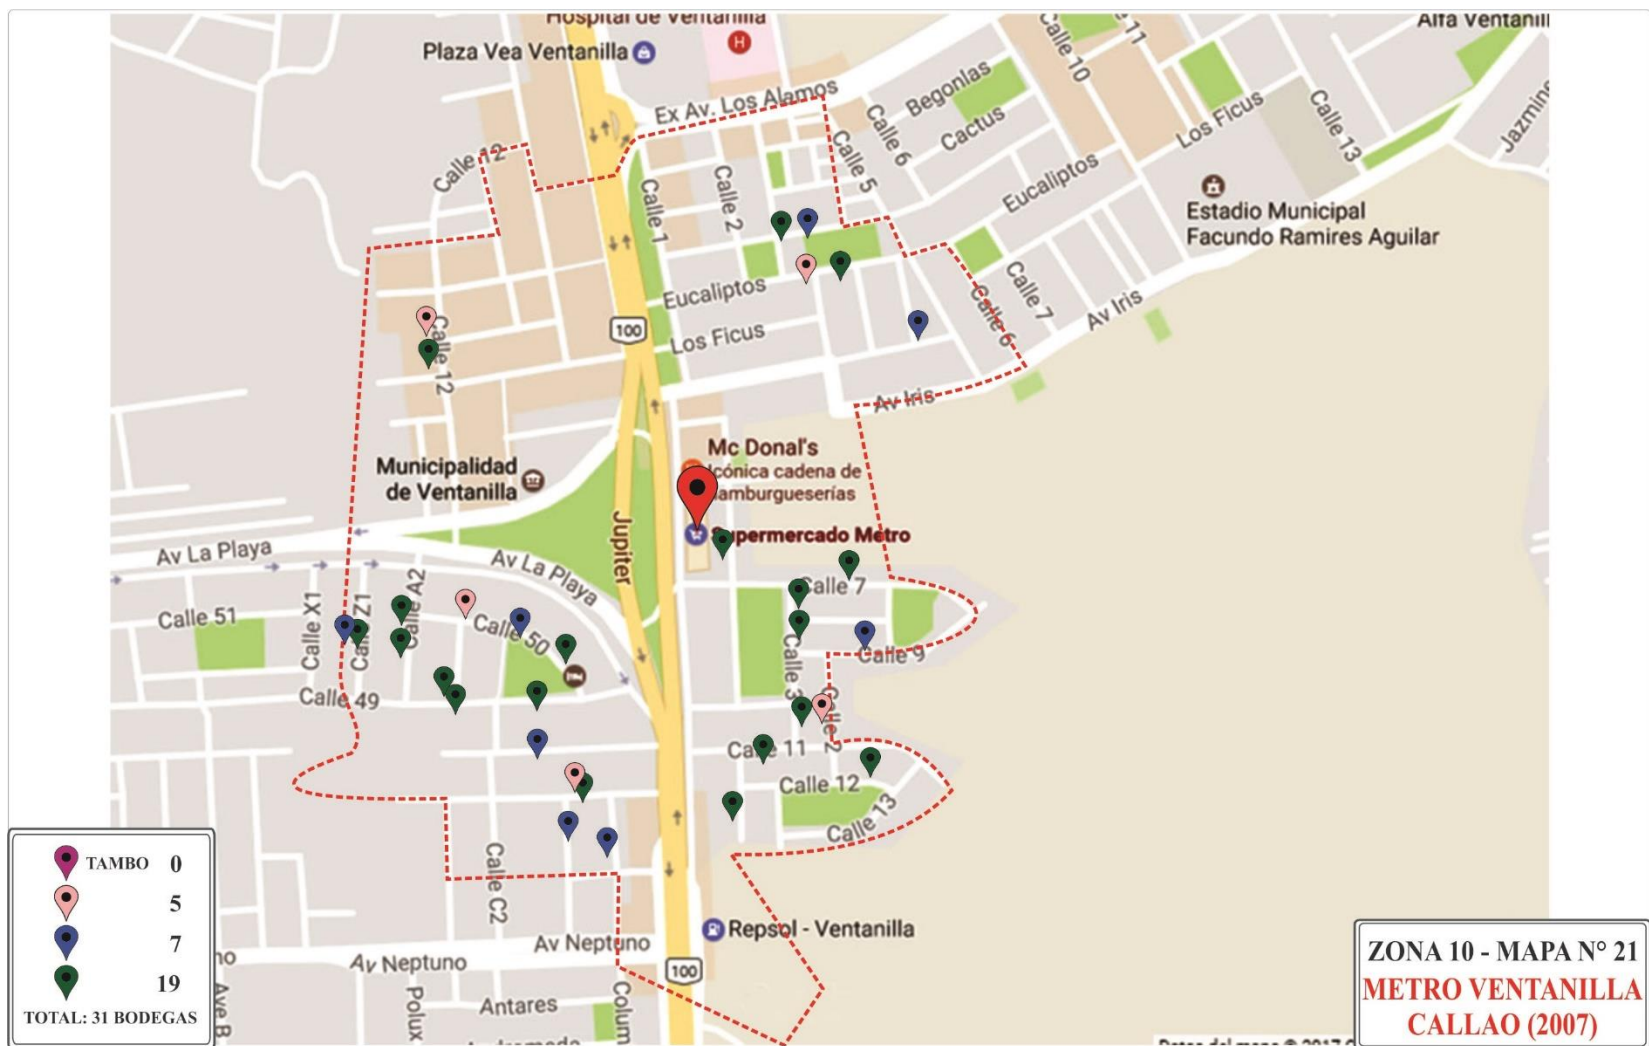 Hospital de Ventanilla
Plaza Vea Ventanilla
H
Ex Av. Los Alamos
Calle 10
Calle 6
Begonlas
Cactus
Calle 5
Los Ficus
Calle 13
Jazmins
Calle 12
Calle 1
Calle 2
Eucaliptos
Estadio Municipal
Facundo Ramires Aguilar
Eucaliptos
Calle 6
Calle 7
Av Iris
100
Los Ficus
Calle 12
Av Iris
Mc Donal's
Icónica cadena de
hamburgueserías
Municipalidad
de Ventanilla
Supermercado Metro
Jupiter
Av La Playa
Av La Playa
Calle 51
Calle X1
Calle Z1
Calle A2
Calle 50
Calle 49
Calle 7
Calle 9
Calle 3
Calle 2
Calle 11
Calle 12
Calle 13
Calle C2
Repsol - Ventanilla
Av Neptuno
Av Neptuno
100
Ave B
Polux
Antares
Colum
TAMBO 0
5
7
19
TOTAL: 31 BODEGAS
ZONA 10 - MAPA N° 21
METRO VENTANILLA
CALLAO (2007)